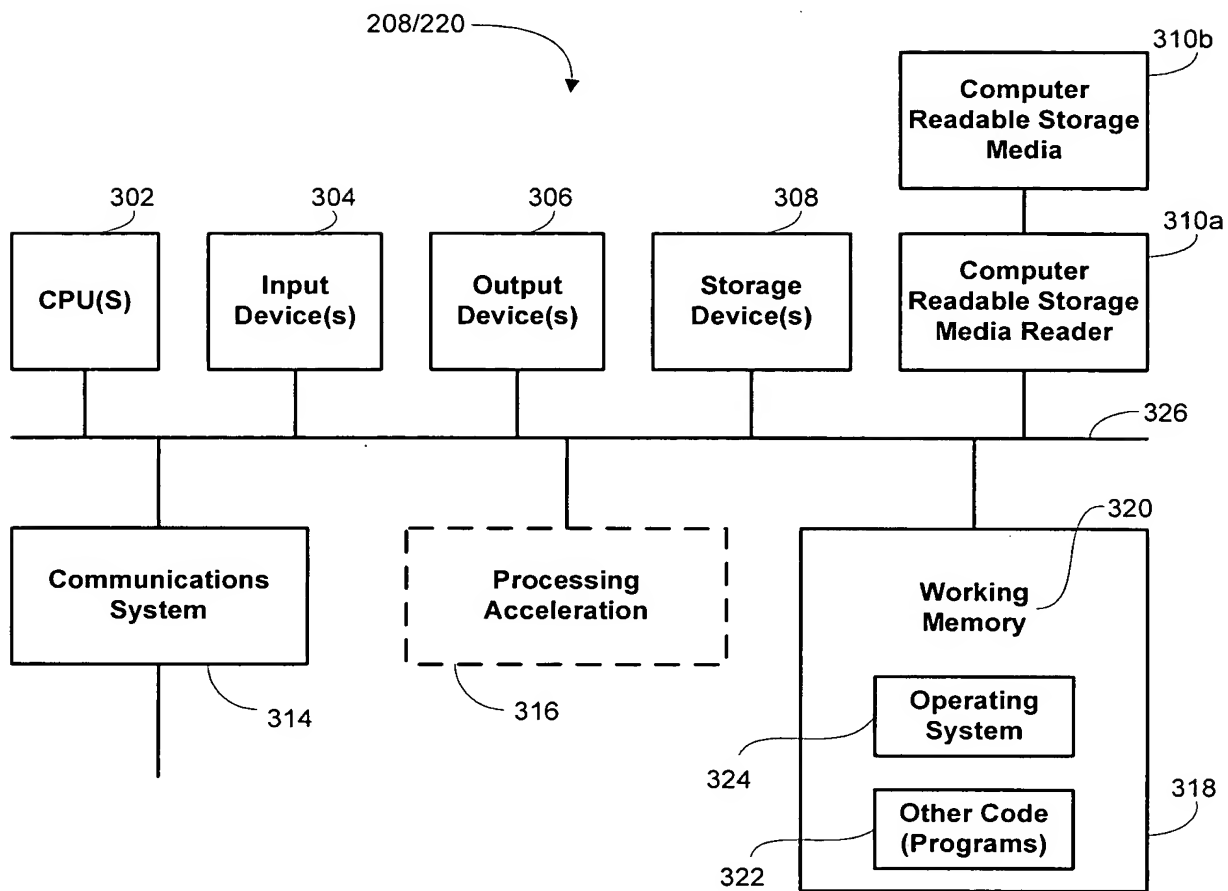 208/220
310b
Computer
Readable Storage
Media
302
304
306
308
310a
CPU(S)
Input
Device(s)
Output
Device(s)
Storage
Device(s)
Computer
Readable Storage
Media Reader
326
320
Communications
System
Processing
Acceleration
Working
Memory
314
316
Operating
System
324
318
Other Code
(Programs)
322